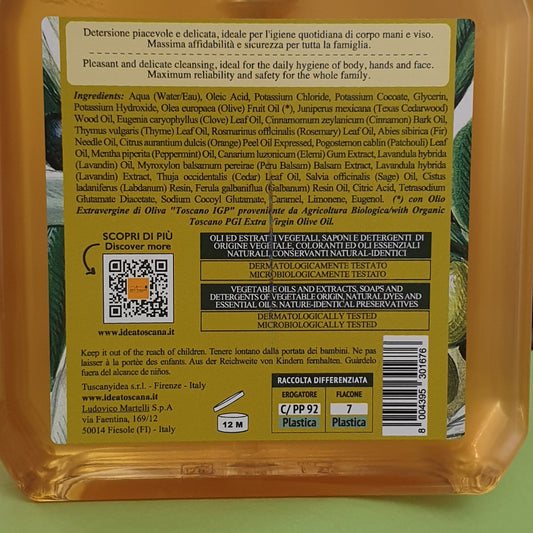 Detersione piacevole e delicata, ideale per l'igiene quotidiana di corpo mani e viso.
Massima affidabilità e sicurezza per tutta la famiglia.
Pleasant and delicate cleansing, ideal for the daily hygiene of body, hands and face.
Maximum reliability and safety for the whole family.
Ingredients: Aqua (Water/Eau), Oleic Acid, Potassium Chloride, Potassium Cocoate, Glycerin,
Potassium Hydroxide, Olea europaea (Olive) Fruit Oil (*), Juniperus mexicana (Texas Cedarwood)
Wood Oil, Eugenia caryophyllus (Clove) Leaf Oil, Cinnamomum zeylanicum (Cinnamon) Bark Oil,
Thymus vulgaris (Thyme) Leaf Oil, Rosmarinus officinalis (Rosemary) Leaf Oil, Abies sibirica (Fir)
Needle Oil, Citrus aurantium dulcis (Orange) Peel Oil Expressed, Pogostemon cablin (Patchouli) Leaf
Oil, Mentha piperita (Peppermint) Oil, Canarium luzonicum (Elemi) Gum Extract, Lavandula hybrida
(Lavandin) Oil, Myroxylon balsamum pereirae (Peru Balsam) Balsam Extract, Lavandula hybrida
(Lavandin) Extract, Thuja occidentalis (Cedar) Leaf Oil, Salvia officinalis (Sage) Oil, Cistus
ladaniferus (Labdanum) Resin, Ferula galbaniflua (Galbanum) Resin Oil, Citric Acid, Tetrasodium
Glutamate Diacetate, Sodium Cocoyl Glutamate, Caramel, Limonene, Eugenol. (*) con Olio
Extravergine di Oliva "Toscano IGP" proveniente da Agricoltura Biologica/with Organic
Toscano PGI Extra Virgin Olive Oil.
SCOPRI DI PIÙ
Discover more
www.ideatoscana.it
OLI ED ESTRATTI VEGETALI, SAPONI E DETERGENTI DI
ORIGINE VEGETALE, COLORANTI ED OLI ESSENZIALI
NATURALI, CONSERVANTI NATURAL-IDENTICI
DERMATOLOGICAMENTE TESTATO
MICROBIOLOGICAMENTE TESTATO
VEGETABLE OILS AND EXTRACTS, SOAPS AND
DETERGENTS OF VEGETABLE ORIGIN, NATURAL DYES AND
ESSENTIAL OILS, NATURE-IDENTICAL PRESERVATIVES
DERMATOLOGICALLY TESTED
MICROBIOLOGICALLY TESTED
Keep it out of the reach of children. Tenere lontano dalla portata dei bambini. Ne pas
laisser à la portée des enfants. Aus der Reichweite von Kindern fernhalten. Guárdelo
fuera del alcance de niños.
Tuscanyidea s.r.l. - Firenze - Italy
www.ideatoscana.it
Ludovico Martelli S.p.A
via Faentina, 169/12
50014 Fiesole (FI) - Italy
12 M
RACCOLTA DIFFERENZIATA
EROGATORE FLACONE
C/PP 92 7
Plastica Plastica
8 004395 301676